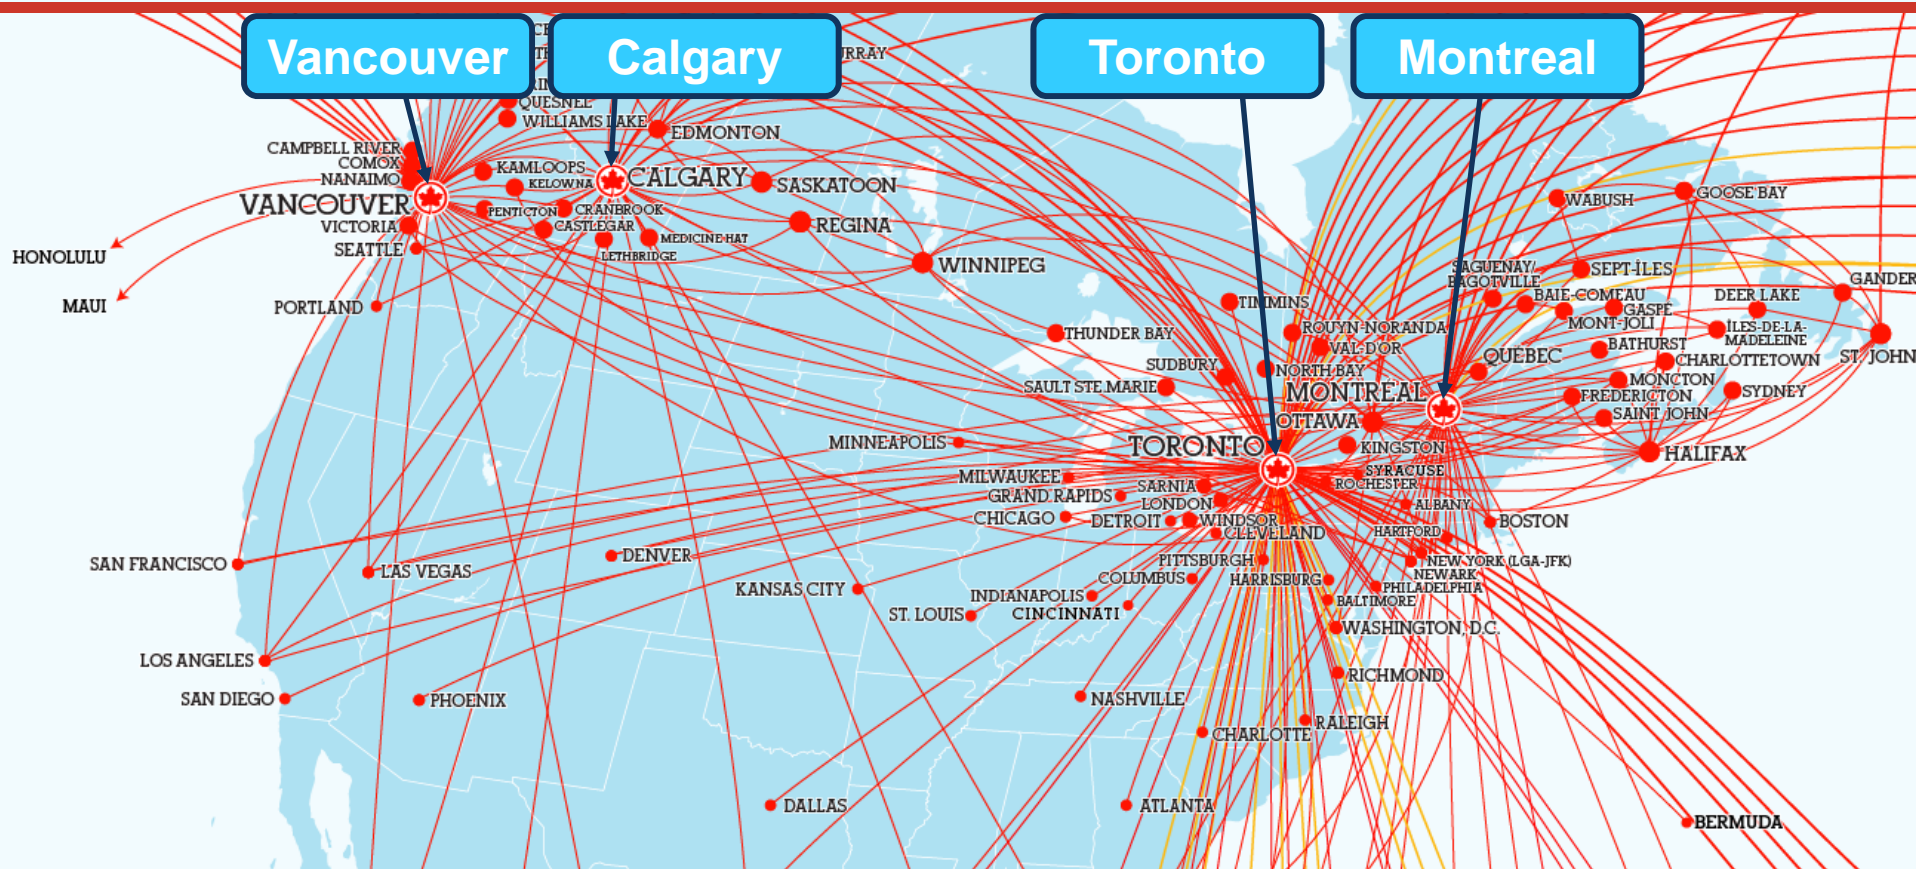 Vancouver
Calgary
Toronto
Montreal
QUESNEL
WILLIAMS LAKE
EDMONTON
CAMPBELL RIVER
COMOX
NANAIMO
KAMLOOPS
KELOWNA
CALGARY
SASKATOON
VANCOUVER
PENTICTON
CRANBROOK
CASTLEGAR
VICTORIA
SEATTLE
MEDICINE HAT
LETHBRIDGE
REGINA
WINNIPEG
HONOLULU
MAUI
PORTLAND
WABUSH
GOOSE BAY
SAGUENAY/
BAGOTVILLE
SEPT-ÎLES
GANDER
BAIE-COMEAU
DEER LAKE
TIMMINS
GASPÉ
MONT-JOLI
ÎLES-DE-LA-
MADELEINE
THUNDER BAY
ROUYN-NORANDA
VAL-D'OR
QUÉBEC
BATHURST
CHARLOTTETOWN
ST. JOHN
SUDBURY
NORTH BAY
SAULT STE.MARIE
MONTREAL
MONCTON
FREDERICTON
SYDNEY
SAINT JOHN
OTTAWA
MINNEAPOLIS
TORONTO
KINGSTON
HALIFAX
MILWAUKEE
SARNIA
SYRACUSE
ROCHESTER
GRAND RAPIDS
LONDON
ALBANY
CHICAGO
DETROIT
WINDSOR
BOSTON
CLEVELAND
HARTFORD
SAN FRANCISCO
LAS VEGAS
DENVER
PITTSBURGH
NEW YORK (LGA-JFK)
NEWARK
COLUMBUS
HARRISBURG
PHILADELPHIA
KANSAS CITY
INDIANAPOLIS
BALTIMORE
ST. LOUIS
CINCINNATI
WASHINGTON, D.C.
LOS ANGELES
RICHMOND
SAN DIEGO
PHOENIX
NASHVILLE
RALEIGH
CHARLOTTE
DALLAS
ATLANTA
BERMUDA